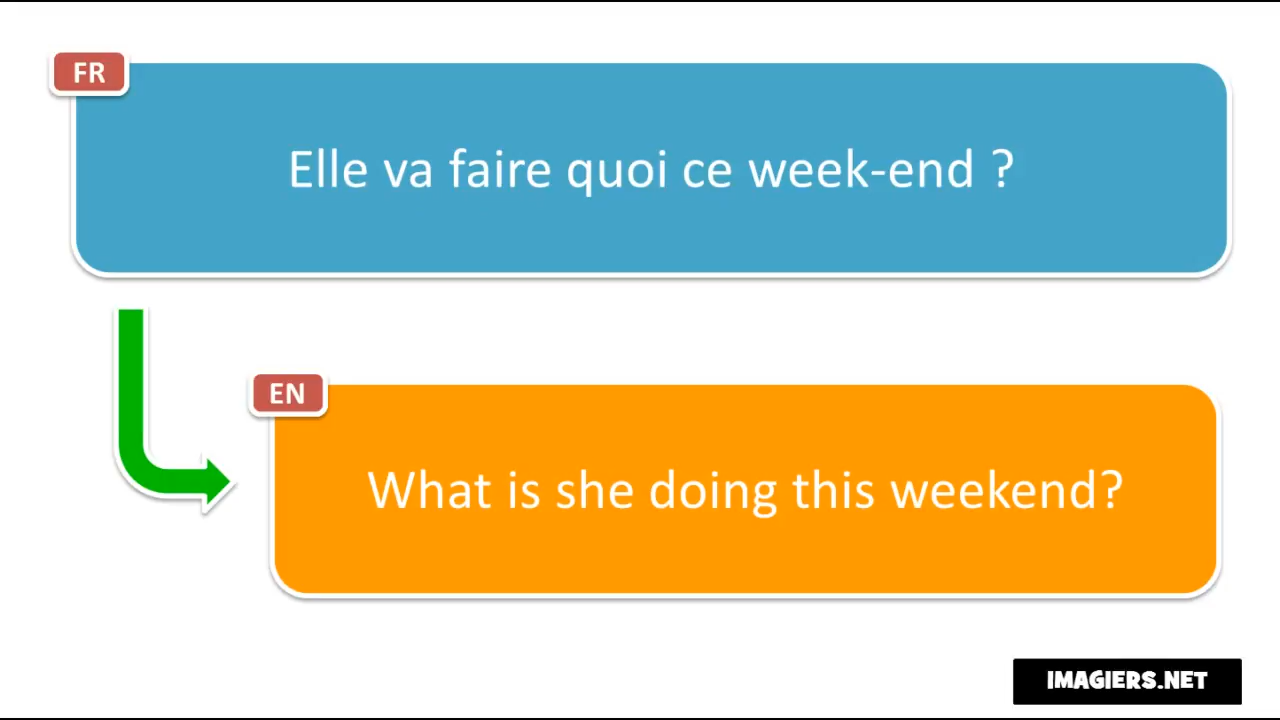 FR
Elle va faire quoi ce week-end ?
EN
What is she doing this weekend?
IMAGIERS.NET